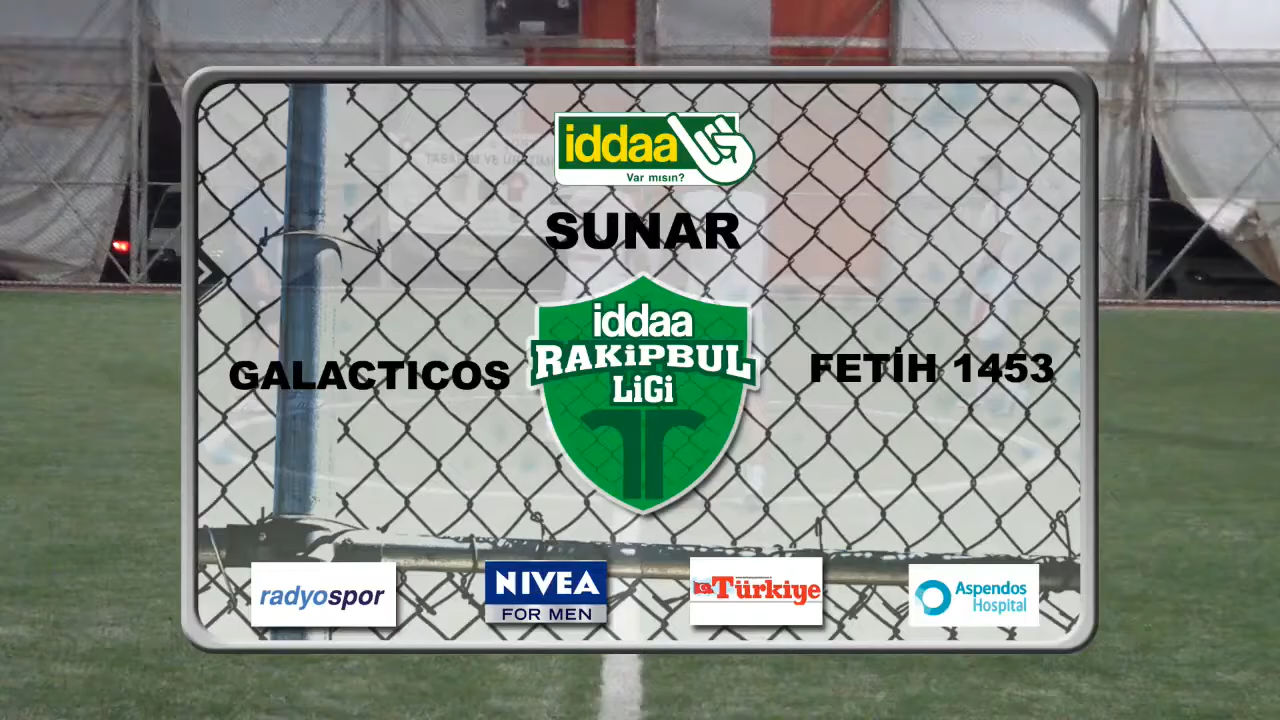 iddaa
Var mısın?
SUNAR
iddaa
RAKiPBUL
LiGi
GALACTICOS
FETİH 1453
radyospor
NIVEA
FOR MEN
Türkiye
Aspendos
Hospital